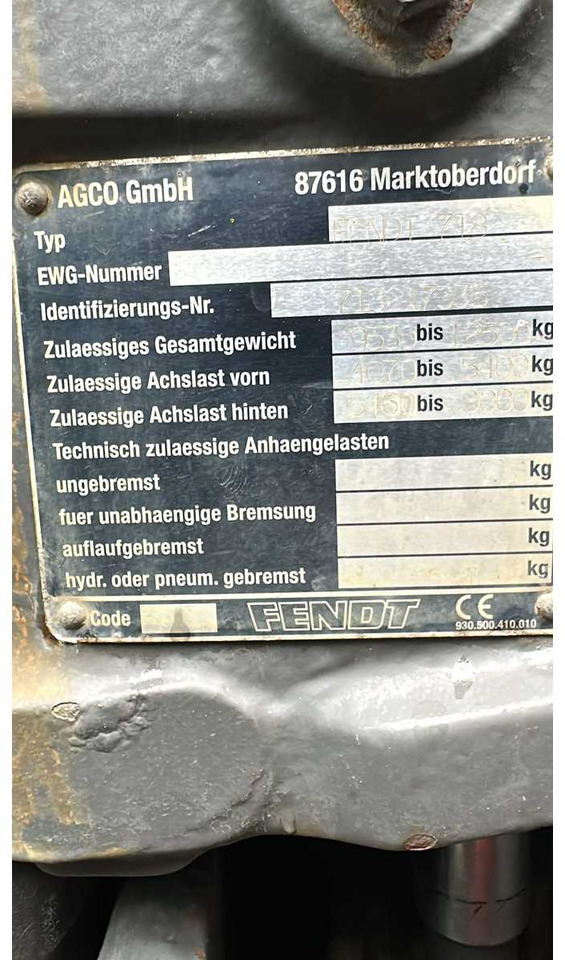 AGCO GmbH 87616 Marktoberdorf
Typ FENDT 718
EWG-Nummer
Identifizierungs-Nr.
Zulaessiges Gesamtgewicht bis kg
Zulaessige Achslast vorn bis kg
Zulaessige Achslast hinten bis kg
Technisch zulaessige Anhaengelasten
ungebremst kg
fuer unabhaengige Bremsung kg
auflaufgebremst kg
hydr. oder pneum. gebremst kg
Code FENDT CE
930.500.410.010